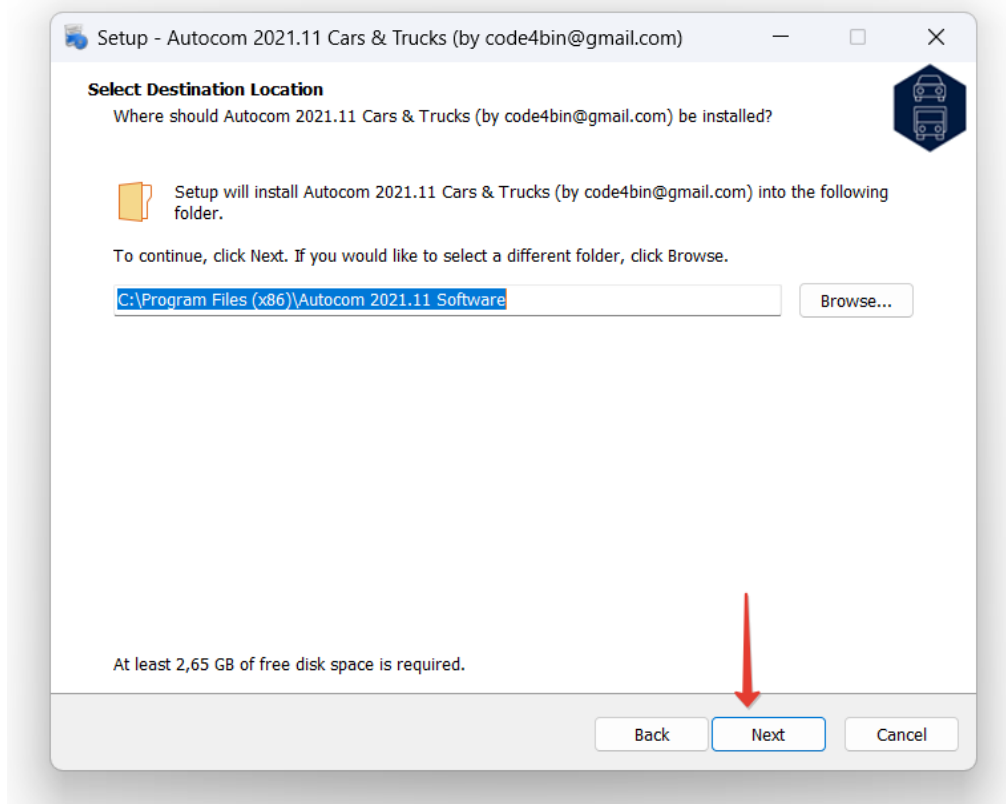 Setup - Autocom 2021.11 Cars & Trucks (by code4bin@gmail.com)
Select Destination Location
Where should Autocom 2021.11 Cars & Trucks (by code4bin@gmail.com) be installed?
Setup will install Autocom 2021.11 Cars & Trucks (by code4bin@gmail.com) into the following
folder.
To continue, click Next. If you would like to select a different folder, click Browse.
C:\Program Files (x86)\Autocom 2021.11 Software
Browse...
At least 2,65 GB of free disk space is required.
Back
Next
Cancel